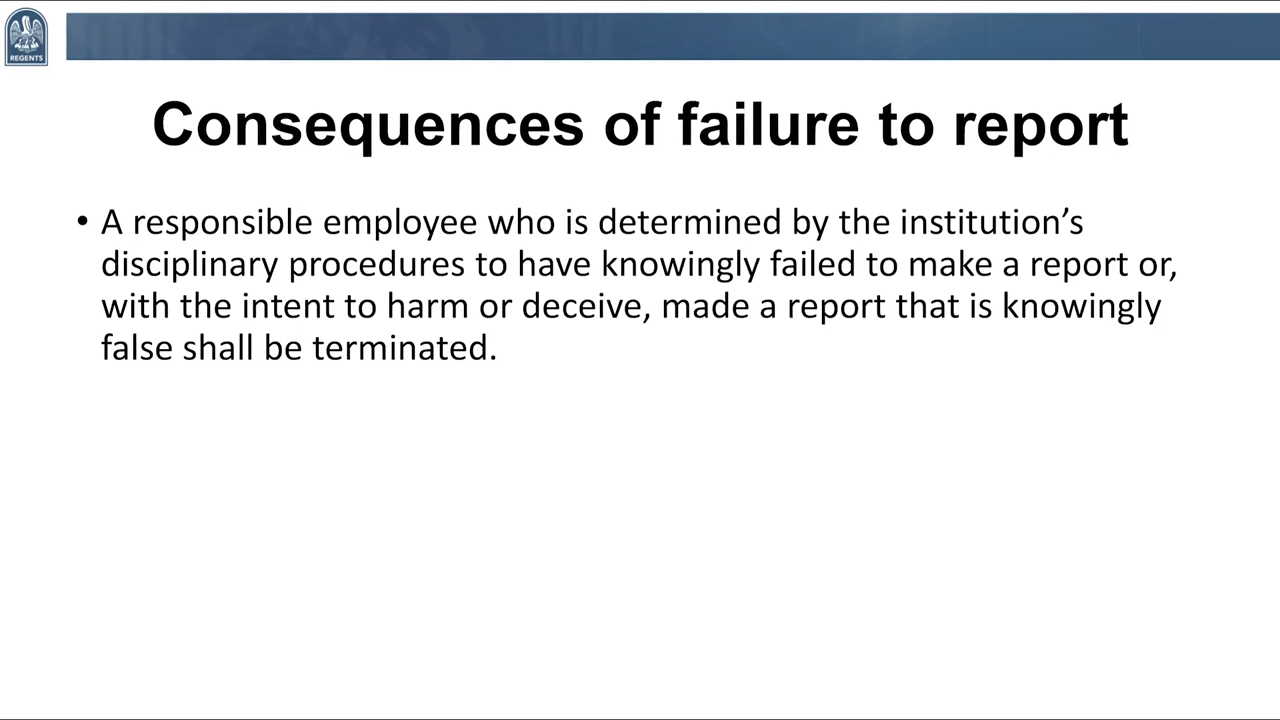 REGENTS
Consequences of failure to report
• A responsible employee who is determined by the institution’s
disciplinary procedures to have knowingly failed to make a report or,
with the intent to harm or deceive, made a report that is knowingly
false shall be terminated.